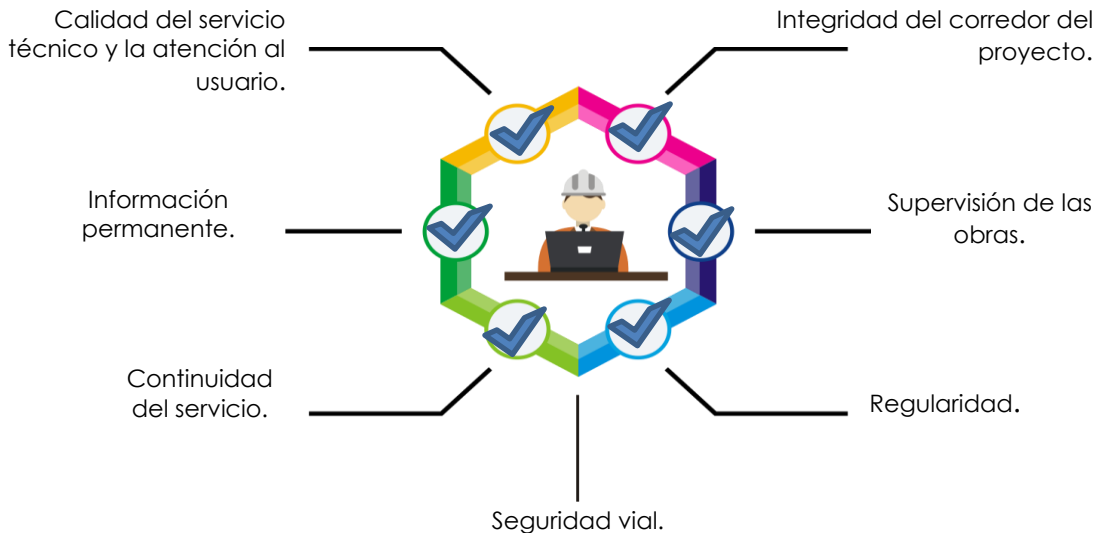 Calidad del servicio
técnico y la atención al
usuario.
Integridad del corredor del
proyecto.
Información
permanente.
Supervisión de las
obras.
Continuidad
del servicio.
Regularidad.
Seguridad vial.